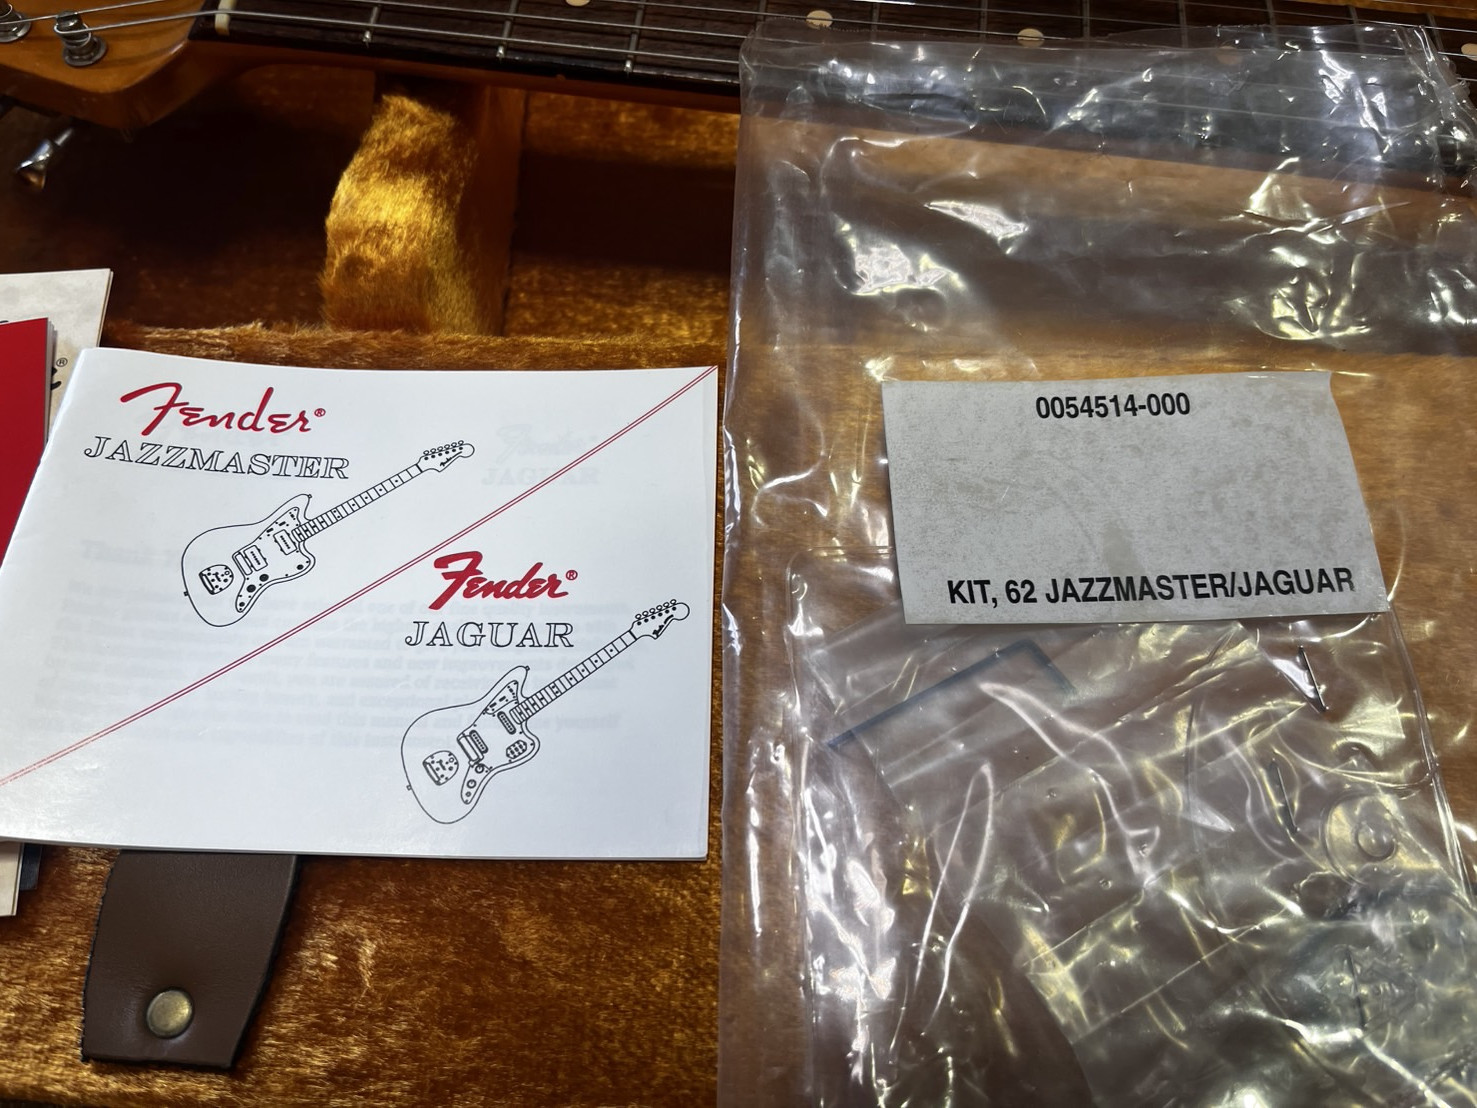 Fender®
JAZZMASTER
Fender®
JAGUAR
0054514-000
KIT, 62 JAZZMASTER/JAGUAR